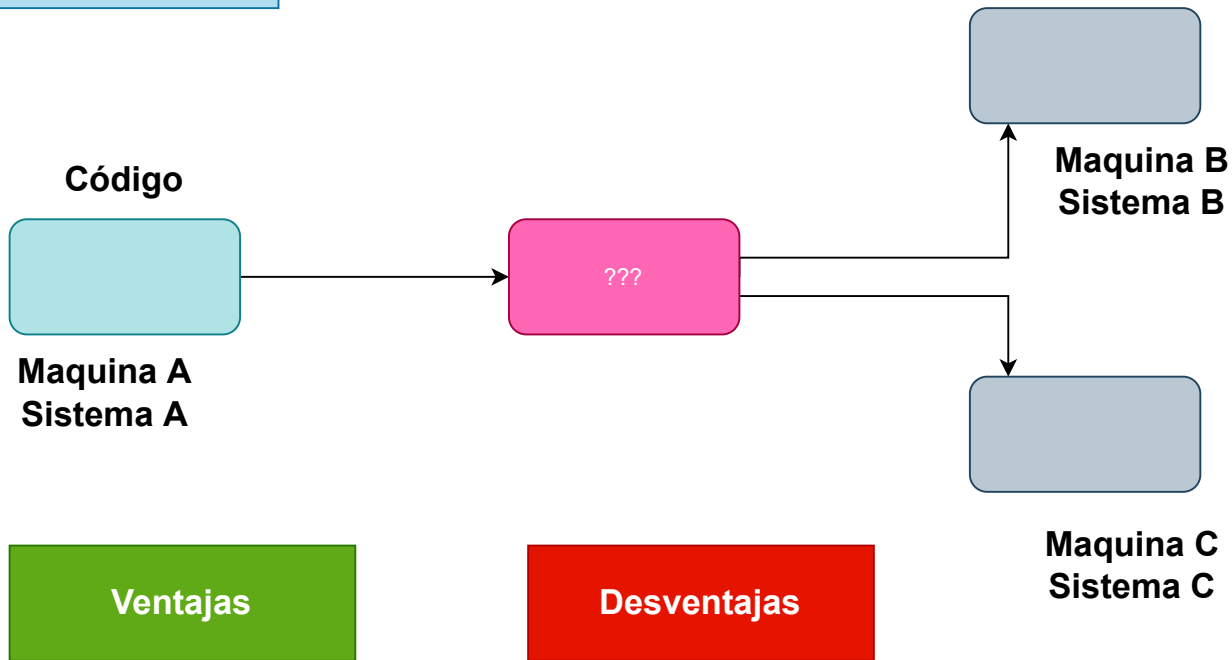 Código
Maquina A
Sistema A
???
Maquina B
Sistema B
Maquina C
Sistema C
Ventajas
Desventajas